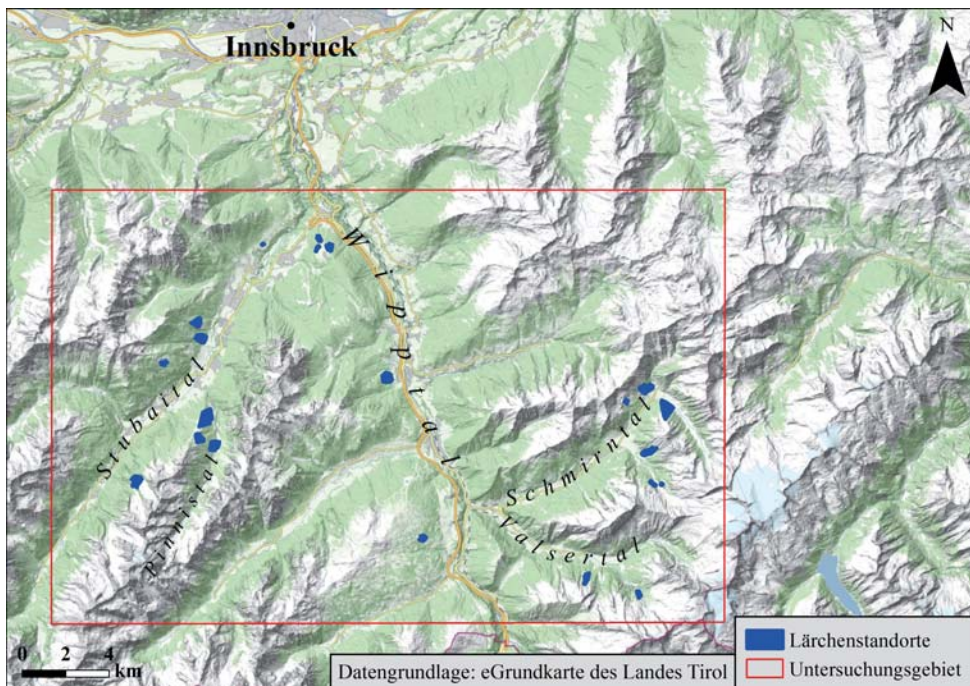 Innsbruck
N
Wipptal
Stubaital
Pinnistal
Schmirntal
Valsertal
0 2 4
km
Datengrundlage: eGrundkarte des Landes Tirol
Lärchenstandorte
Untersuchungsgebiet